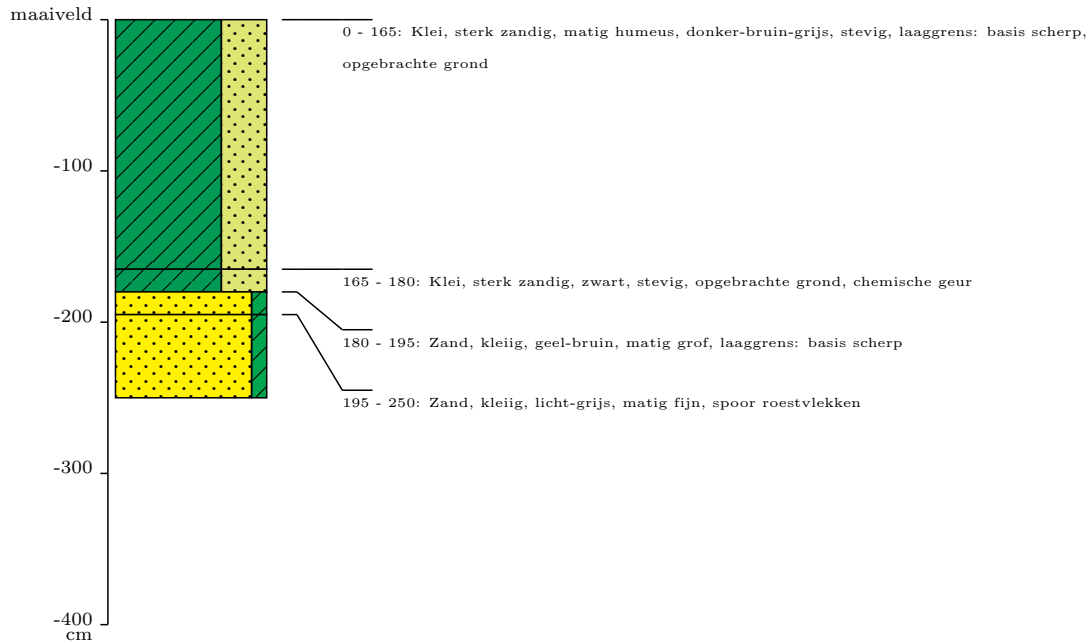 maaiveld
0 - 165: Klei, sterk zandig, matig humeus, donker-bruin-grijs, stevig, laaggrens: basis scherp,
opgebrachte grond
-100
165 - 180: Klei, sterk zandig, zwart, stevig, opgebrachte grond, chemische geur
-200
180 - 195: Zand, kleiig, geel-bruin, matig grof, laaggrens: basis scherp
195 - 250: Zand, kleiig, licht-grijs, matig fijn, spoor roestvlekken
-300
-400
cm